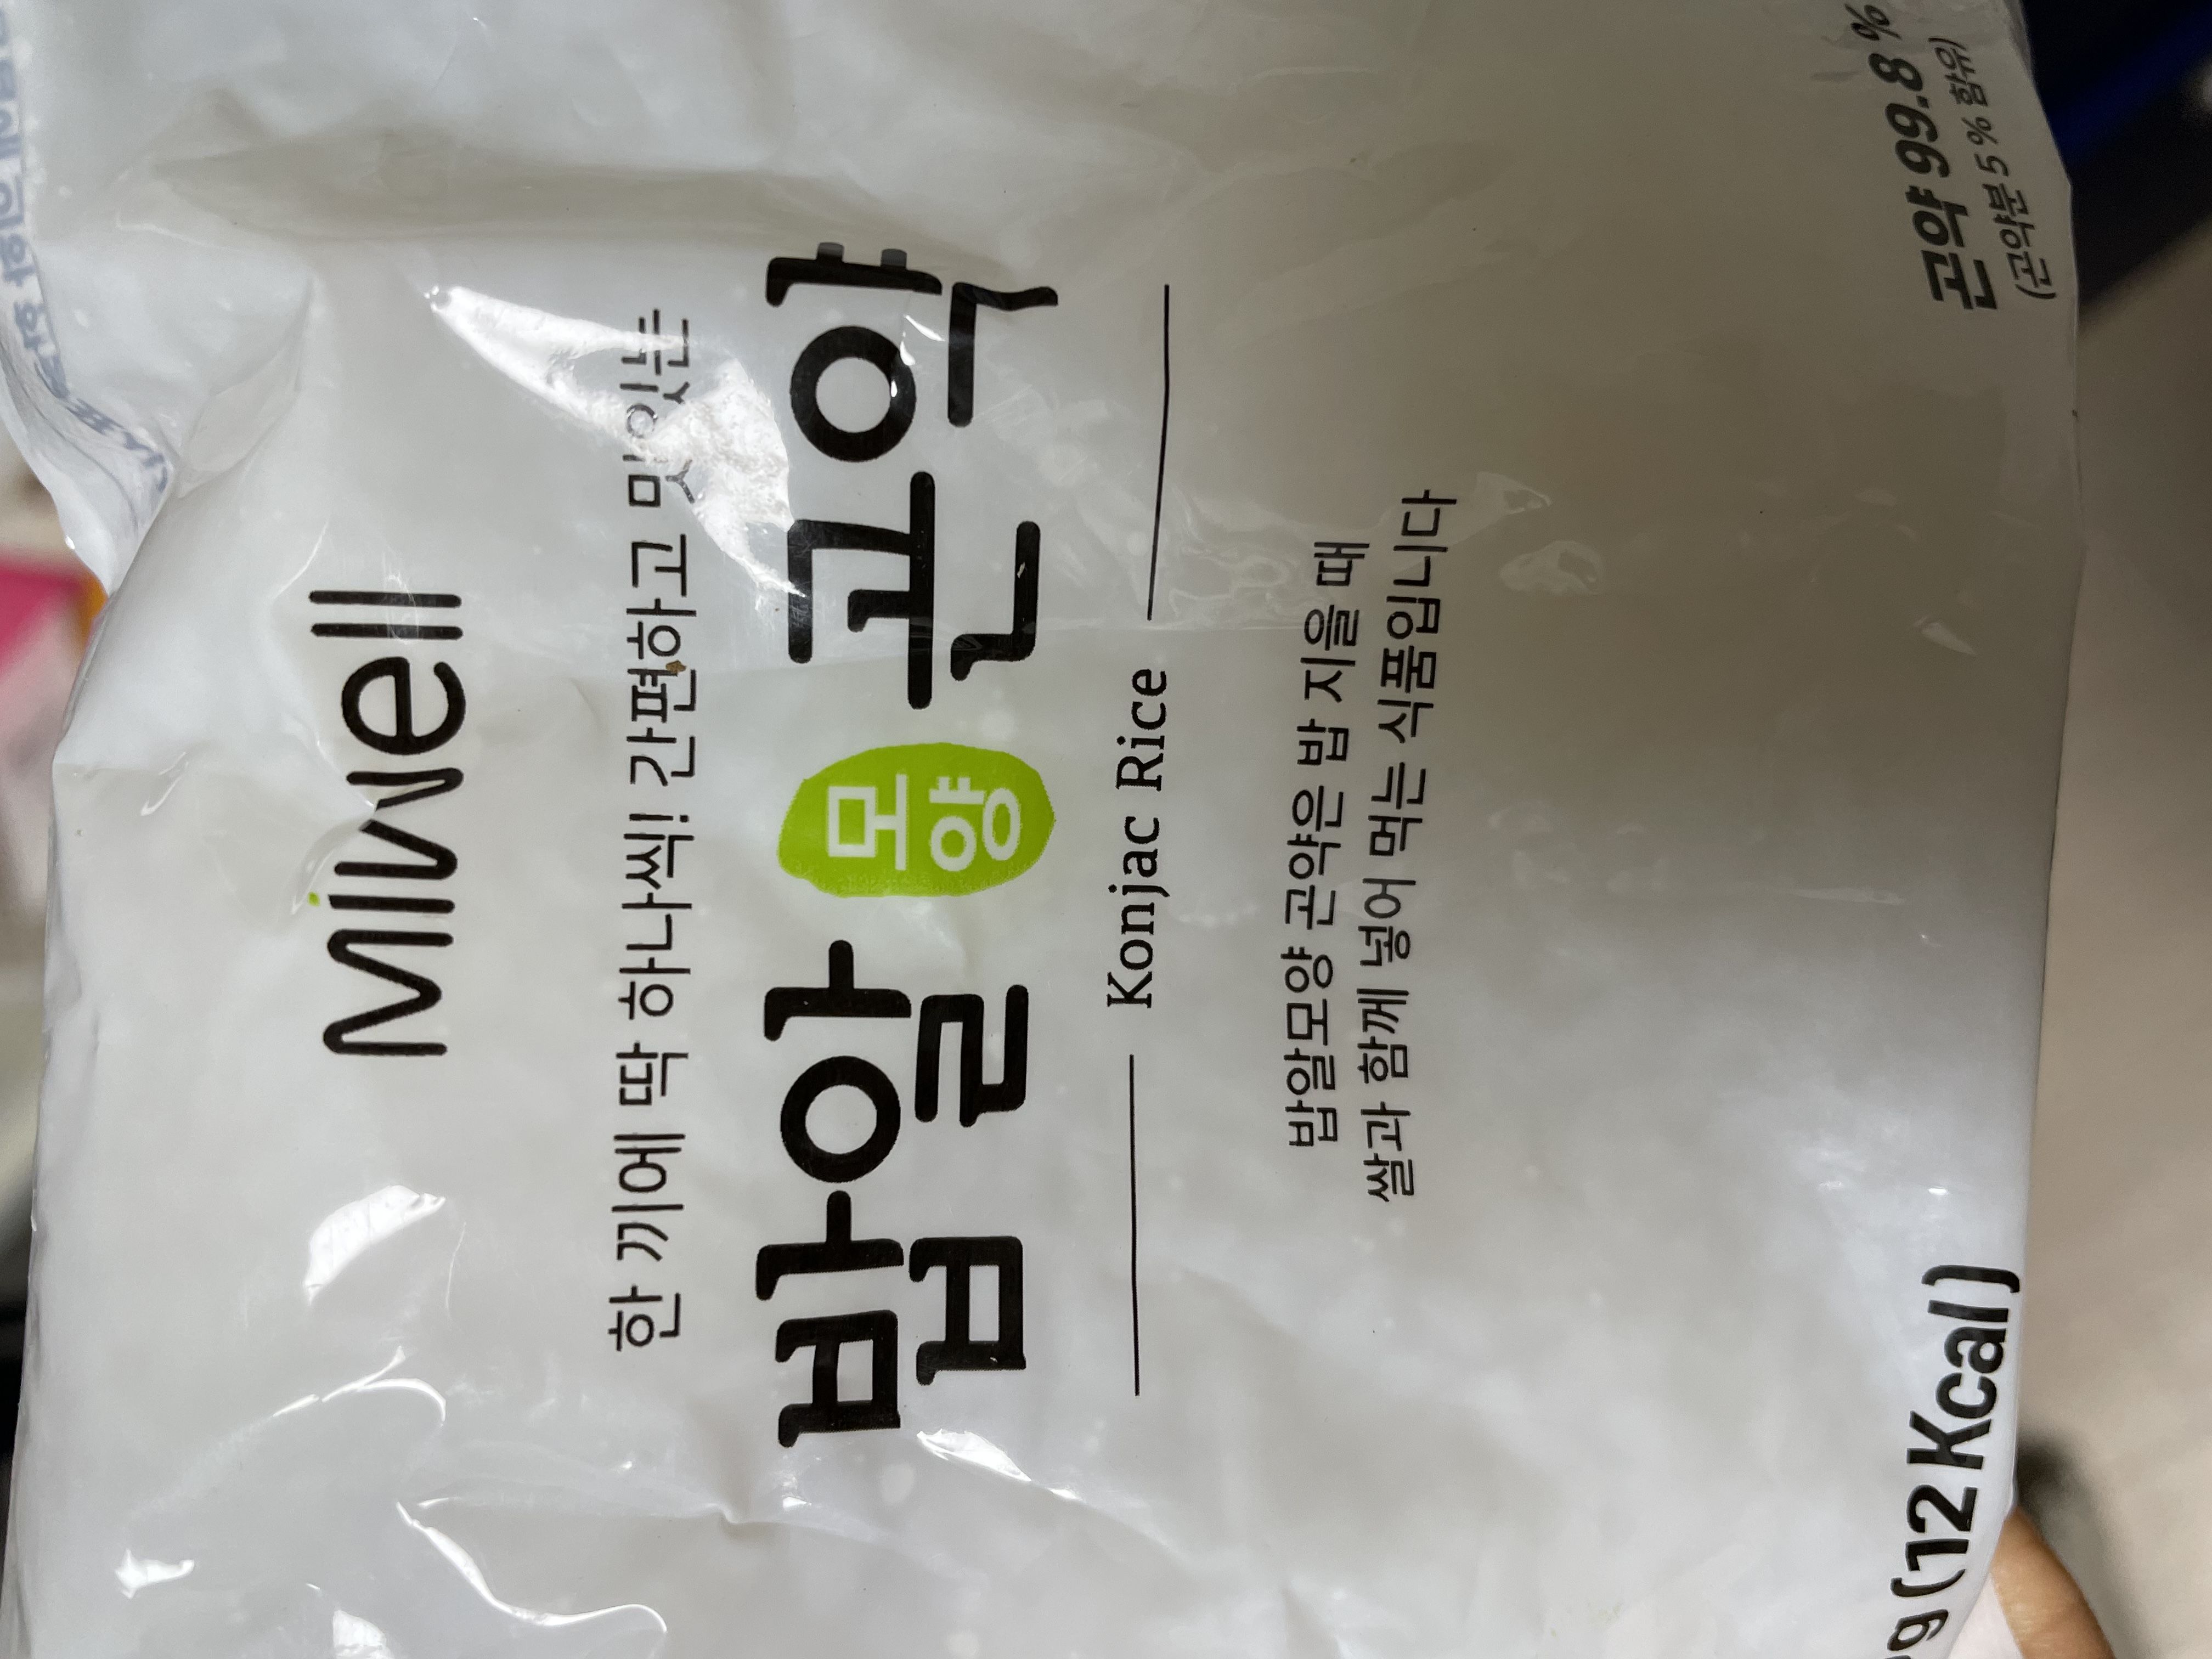 Miwell
한 끼에 딱 하나씩! 간편하고 맛있는
밥알모양 곤약
Konjac Rice
밥알모양 곤약은 밥 지을 때
쌀과 함께 넣어 먹는 식품입니다
g (12 Kcal)
곤약 99.8%
(곤약분 5% 함유)